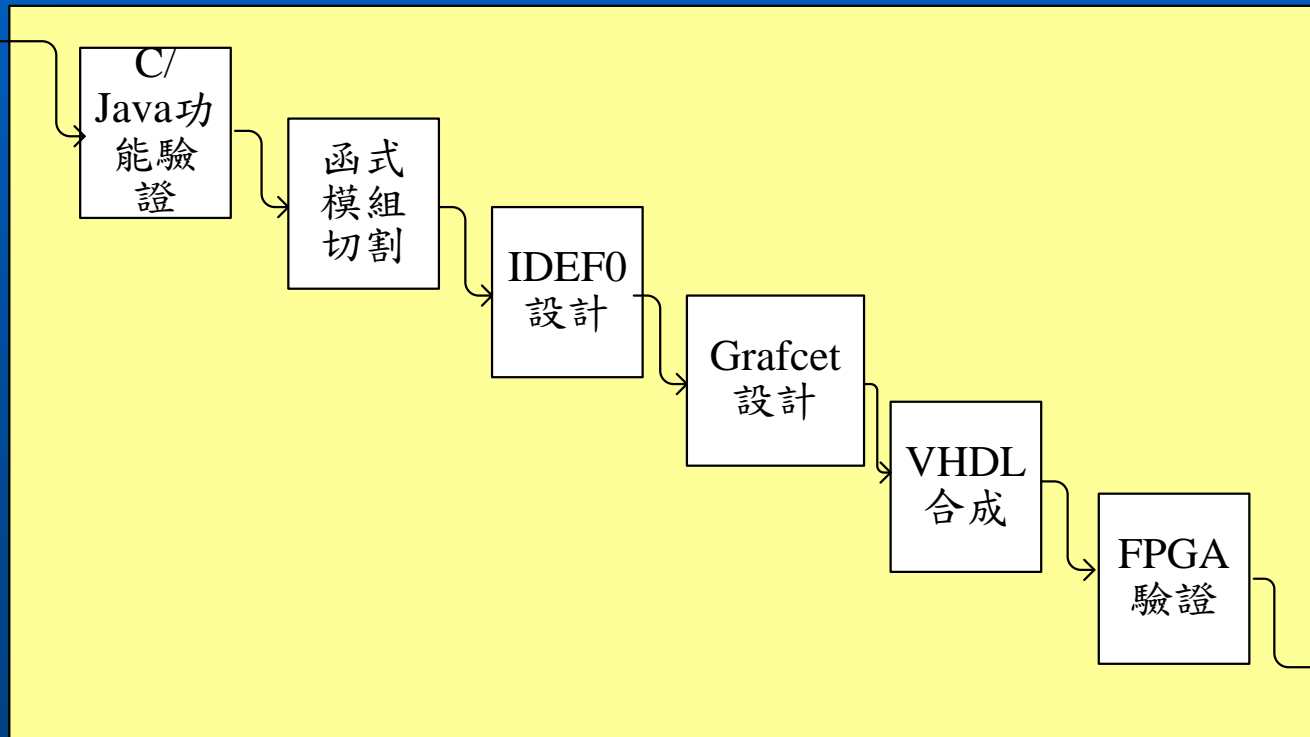 C/
Java功
能驗
證
函式
模組
切割
IDEF0
設計
Grafcet
設計
VHDL
合成
FPGA
驗證